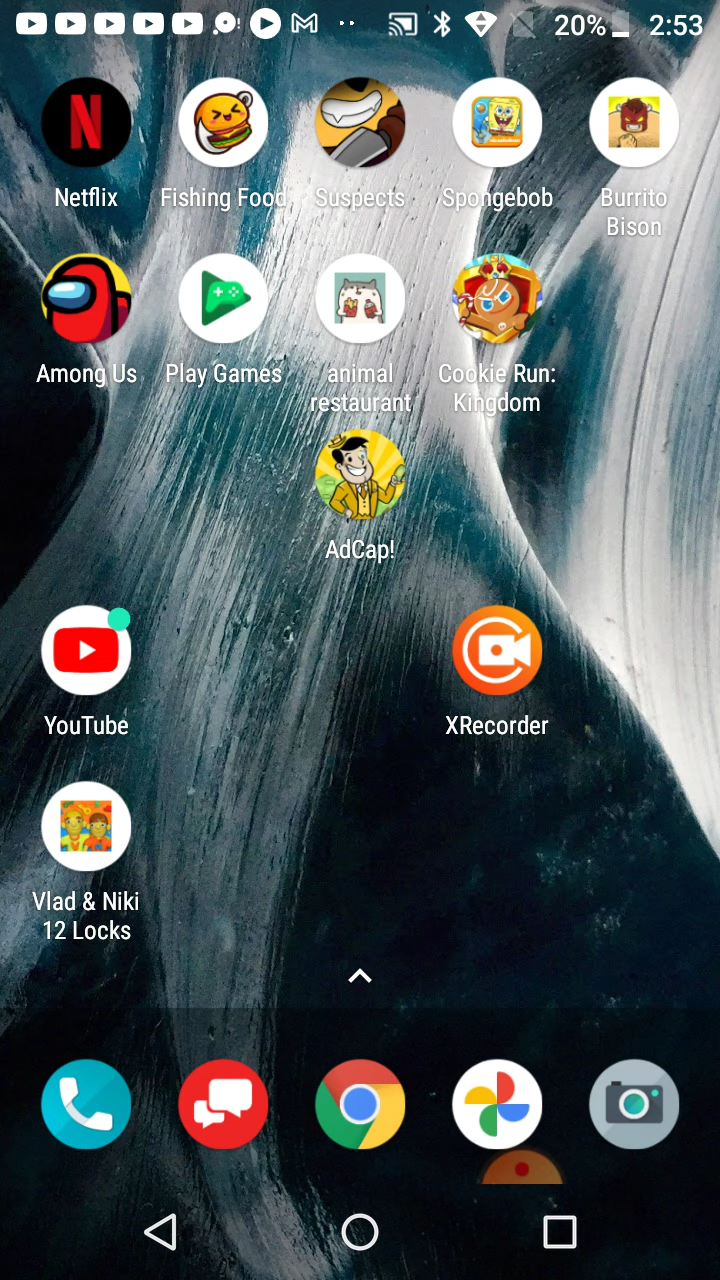 20% 2:53
Netflix
Fishing Food
Suspects
Spongebob
Burrito
Bison
Among Us
Play Games
animal
restaurant
Cookie Run:
Kingdom
AdCap!
YouTube
XRecorder
Vlad & Niki
12 Locks